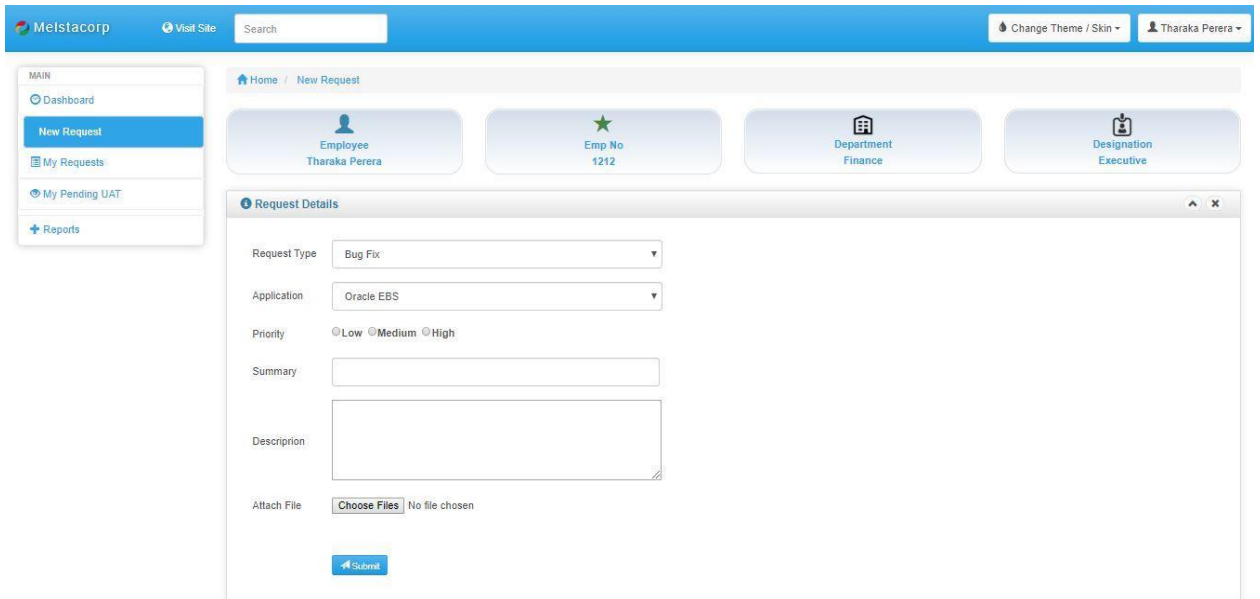 Melstacorp
Visit Site
Search
Change Theme / Skin
Tharaka Perera
MAIN
Dashboard
New Request
My Requests
My Pending UAT
Reports
Home / New Request
Employee
Tharaka Perera
Emp No
1212
Department
Finance
Designation
Executive
Request Details
Request Type
Bug Fix
Application
Oracle EBS
Priority
Low Medium High
Summary
Descriprion
Attach File
Choose Files No file chosen
Submit